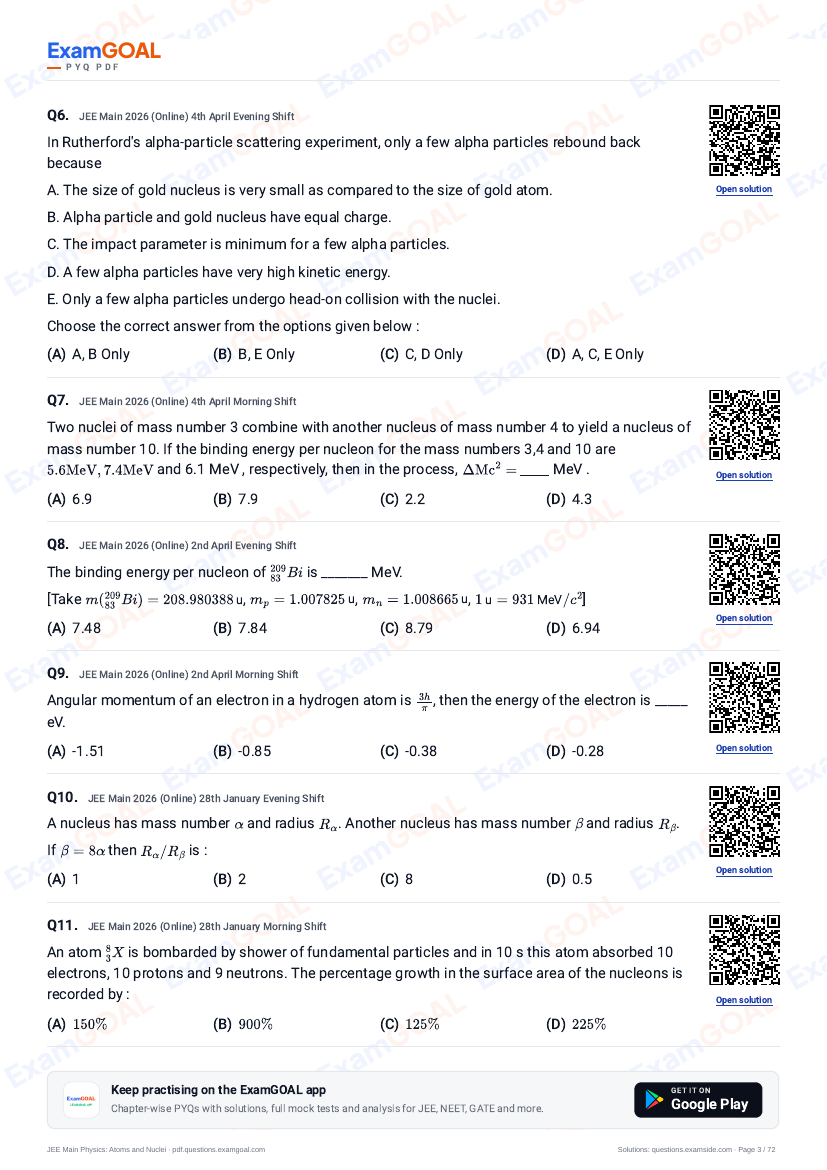 ExamGOAL
PYQ PDF
Q6. JEE Main 2026 (Online) 4th April Evening Shift
In Rutherford's alpha-particle scattering experiment, only a few alpha particles rebound back
because
Open solution
A. The size of gold nucleus is very small as compared to the size of gold atom.
B. Alpha particle and gold nucleus have equal charge.
C. The impact parameter is minimum for a few alpha particles.
D. A few alpha particles have very high kinetic energy.
E. Only a few alpha particles undergo head-on collision with the nuclei.
Choose the correct answer from the options given below :
(A) A, B Only (B) B, E Only (C) C, D Only (D) A, C, E Only
Q7. JEE Main 2026 (Online) 4th April Morning Shift
Two nuclei of mass number 3 combine with another nucleus of mass number 4 to yield a nucleus of
mass number 10. If the binding energy per nucleon for the mass numbers 3,4 and 10 are
5.6MeV, 7.4MeV and 6.1 MeV , respectively, then in the process, ΔMc² = ____ MeV .
Open solution
(A) 6.9 (B) 7.9 (C) 2.2 (D) 4.3
Q8. JEE Main 2026 (Online) 2nd April Evening Shift
The binding energy per nucleon of ²⁰⁹₈₃Bi is ______ MeV.
[Take m(²⁰⁹₈₃Bi) = 208.980388 u, mₚ = 1.007825 u, mₙ = 1.008665 u, 1 u = 931 MeV/c²]
Open solution
(A) 7.48 (B) 7.84 (C) 8.79 (D) 6.94
Q9. JEE Main 2026 (Online) 2nd April Morning Shift
Angular momentum of an electron in a hydrogen atom is 3h/π, then the energy of the electron is ____
eV.
Open solution
(A) -1.51 (B) -0.85 (C) -0.38 (D) -0.28
Q10. JEE Main 2026 (Online) 28th January Evening Shift
A nucleus has mass number α and radius Rα. Another nucleus has mass number β and radius Rβ.
If β = 8α then Rα/Rβ is :
Open solution
(A) 1 (B) 2 (C) 8 (D) 0.5
Q11. JEE Main 2026 (Online) 28th January Morning Shift
An atom ⁸₃X is bombarded by shower of fundamental particles and in 10 s this atom absorbed 10
electrons, 10 protons and 9 neutrons. The percentage growth in the surface area of the nucleons is
recorded by :
Open solution
(A) 150% (B) 900% (C) 125% (D) 225%
Keep practising on the ExamGOAL app
Chapter-wise PYQs with solutions, full mock tests and analysis for JEE, NEET, GATE and more.
GET IT ON
Google Play
JEE Main Physics: Atoms and Nuclei · pdf.questions.examgoal.com
Solutions: questions.examside.com · Page 3 / 72